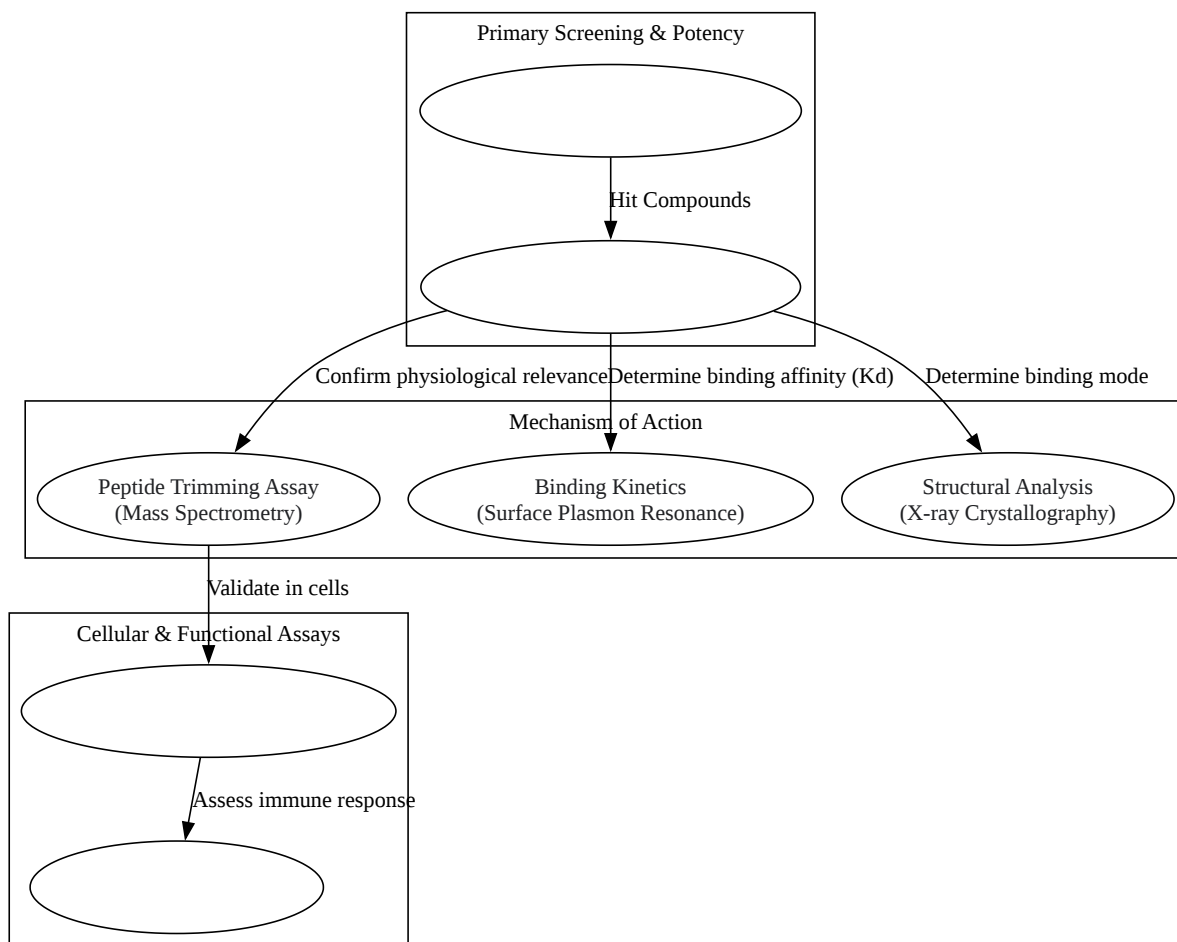 Primary Screening & Potency
Hit Compounds
Confirm physiological relevance
Determine binding affinity (Kd)
Determine binding mode
Mechanism of Action
Peptide Trimming Assay
(Mass Spectrometry)
Binding Kinetics
(Surface Plasmon Resonance)
Structural Analysis
(X-ray Crystallography)
Validate in cells
Cellular & Functional Assays
Assess immune response